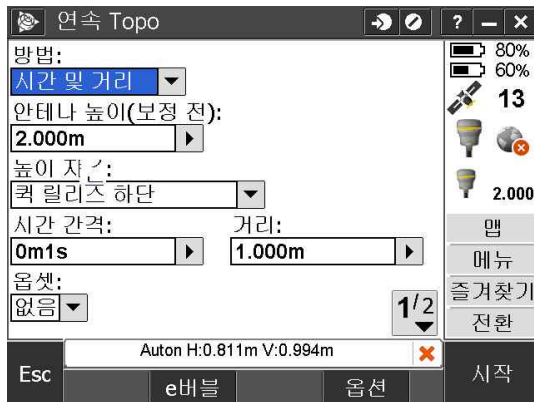 연속 Topo
?
방법:
80%
시간 및 거리
60%
안테나 높이(보정 전):
13
2.000m
높이
퀵 릴리즈 하단
2.000
시간 간격: 거리:
맵
0m1s 1.000m
메뉴
옵셋:
즐겨찾기
없음
1/2
전환
Auton H:0.811m V:0.994m
Esc
e버블 옵션
시작